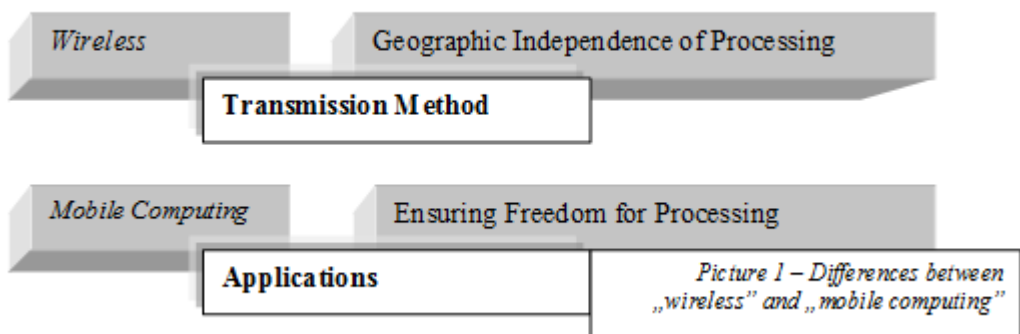 Wireless
Geographic Independence of Processing
Transmission Method
Mobile Computing
Ensuring Freedom for Processing
Applications
Picture 1 – Differences between
„wireless” and „mobile computing”